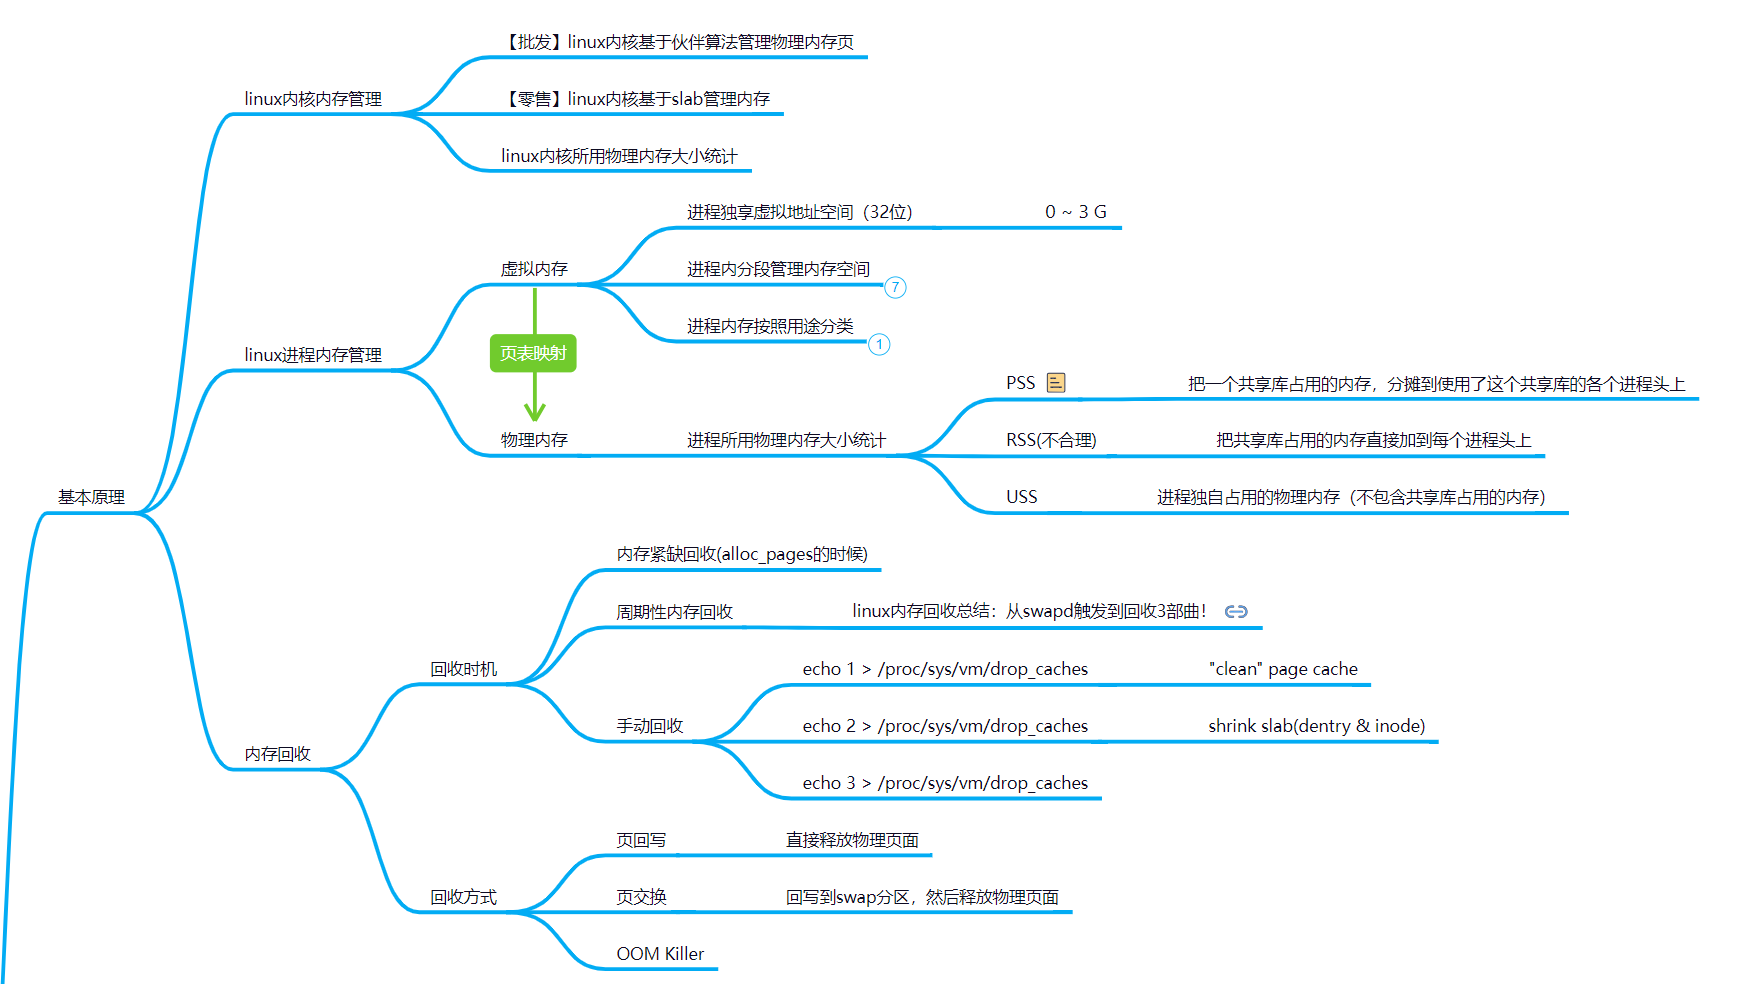 【批发】linux内核基于伙伴算法管理物理内存页
linux内核内存管理
【零售】linux内核基于slab管理内存
linux内核所用物理内存大小统计
进程独享虚拟地址空间（32位）
0 ~ 3 G
虚拟内存
进程内分段管理内存空间
7
进程内存按照用途分类
1
linux进程内存管理
页表映射
PSS
把一个共享库占用的内存，分摊到使用了这个共享库的各个进程头上
物理内存
进程所用物理内存大小统计
RSS(不合理)
把共享库占用的内存直接加到每个进程头上
基本原理
USS
进程独自占用的物理内存（不包含共享库占用的内存）
内存紧缺回收(alloc_pages的时候)
周期性内存回收
linux内存回收总结：从swapd触发到回收3部曲！
回收时机
echo 1 > /proc/sys/vm/drop_caches
"clean" page cache
手动回收
echo 2 > /proc/sys/vm/drop_caches
shrink slab(dentry & inode)
内存回收
echo 3 > /proc/sys/vm/drop_caches
页回写
直接释放物理页面
回收方式
页交换
回写到swap分区，然后释放物理页面
OOM Killer